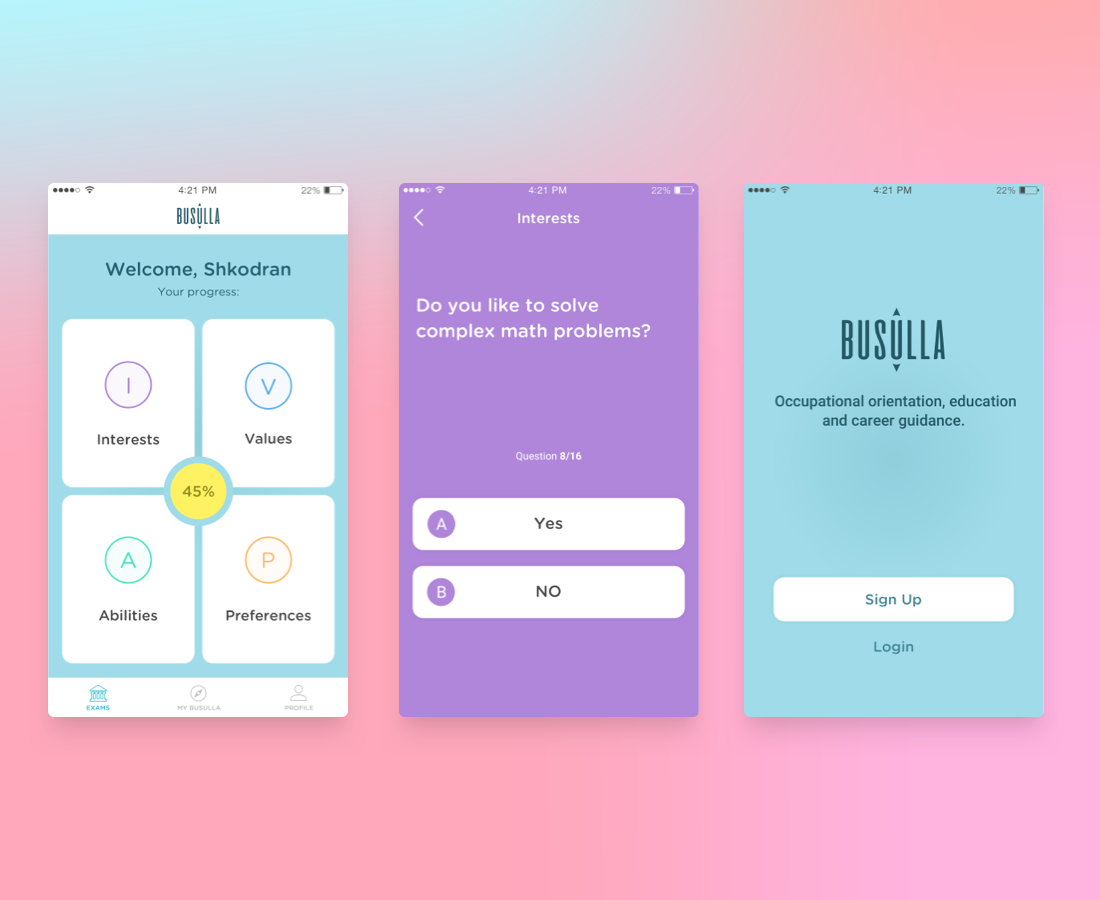 4:21 PM
22%
BUSULLA
Welcome, Shkodran
Your progress:
I
Interests
V
Values
45%
A
Abilities
P
Preferences
EXAMS
MY BUSULLA
PROFILE
4:21 PM
22%
Interests
Do you like to solve
complex math problems?
Question 8/16
A
Yes
B
NO
4:21 PM
22%
BUSULLA
Occupational orientation, education
and career guidance.
Sign Up
Login